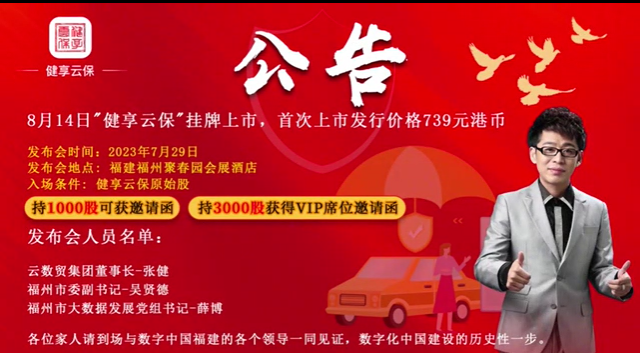 健享云保
健享云保
公告
8月14日"健享云保"挂牌上市，首次上市发行价格739元港币
发布会时间：2023年7月29日
发布会地点：福建福州聚春园会展酒店
入场条件：健享云保原始股
持1000股可获邀请函
持3000股获得VIP席位邀请函
发布会人员名单：
云数贸集团董事长-张健
福州市委副书记-吴贤德
福州市大数据发展党组书记-薛博
各位家人请到场与数字中国福建的各个领导一同见证，数字化中国建设的历史性一步。